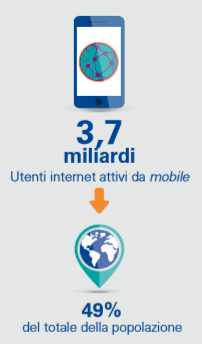 3,7
miliardi
Utenti internet attivi da mobile
49%
del totale della popolazione